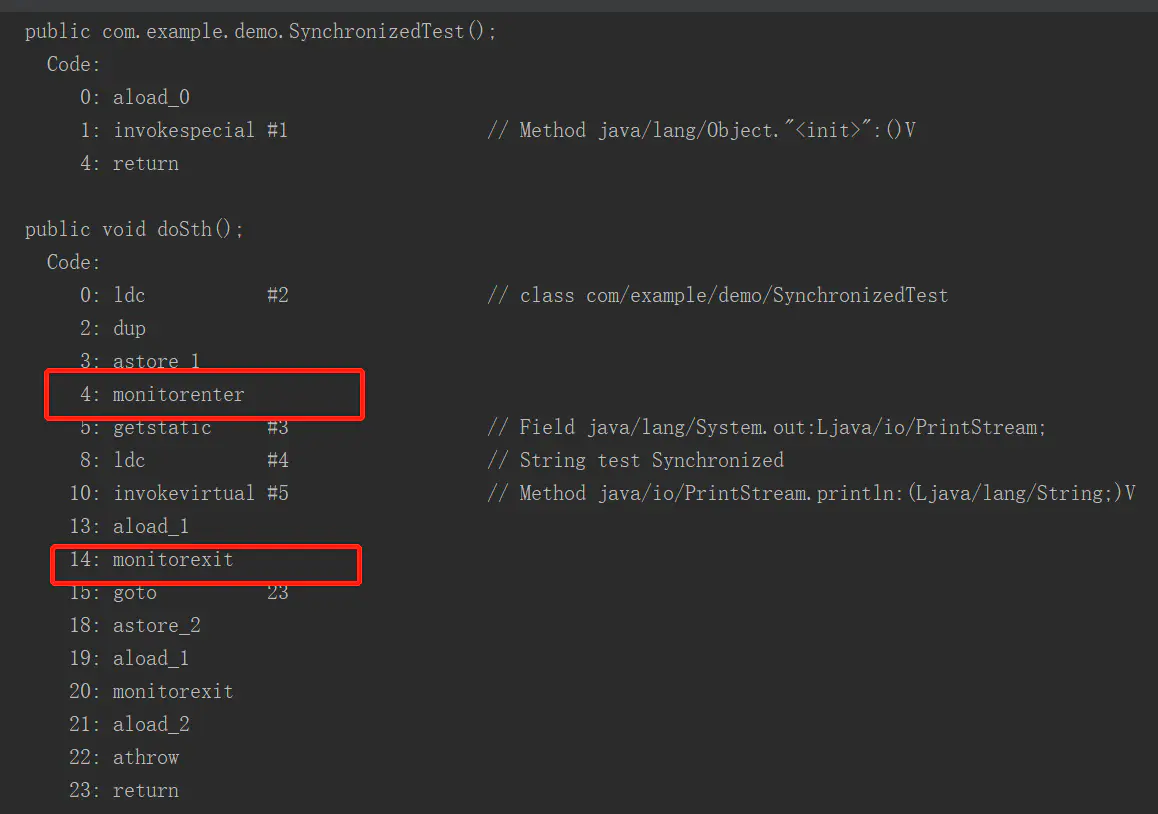 public com.example.demo.SynchronizedTest();
Code:
0: aload_0
1: invokespecial #1 // Method java/lang/Object."<init>":()V
4: return
public void doSth();
Code:
0: ldc #2 // class com/example/demo/SynchronizedTest
2: dup
3: astore_1
4: monitorenter
5: getstatic #3 // Field java/lang/System.out:Ljava/io/PrintStream;
8: ldc #4 // String test Synchronized
10: invokevirtual #5 // Method java/io/PrintStream.println:(Ljava/lang/String;)V
13: aload_1
14: monitorexit
15: goto 23
18: astore_2
19: aload_1
20: monitorexit
21: aload_2
22: athrow
23: return